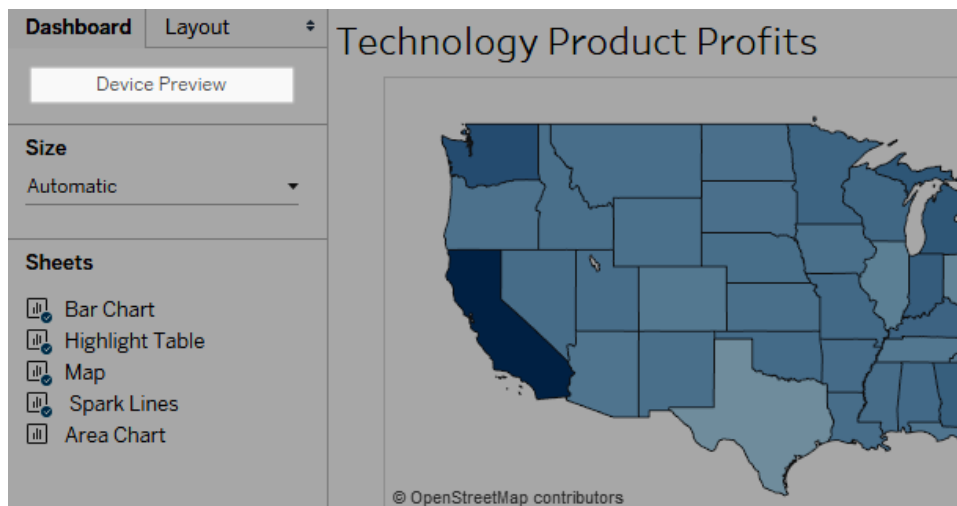 Dashboard
Layout
Technology Product Profits
Device Preview
Size
Automatic
Sheets
Bar Chart
Highlight Table
Map
Spark Lines
Area Chart
© OpenStreetMap contributors